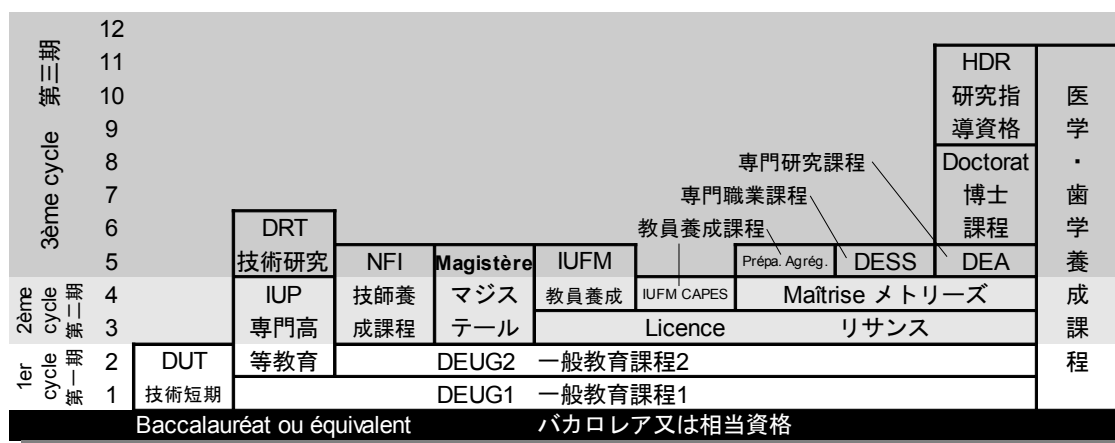 12
11 HDR
第三期 10 研究指 医
9 導資格 学
3ème cycle 8 専門研究課程 Doctorat ・
7 専門職業課程 博士 歯
6 DRT 教員養成課程 課程 学
5 技術研究 NFI Magistère IUFM Prépa. Agrég. DESS DEA 養
2ème cycle 第二期 4 IUP 技師養 マジス 教員養成 IUFM CAPES Maîtrise メトリーズ 成
3 専門高 成課程 テール Licence リサンス 課
1er cycle 第一期 2 DUT 等教育 DEUG2 一般教育課程2 程
1 技術短期 DEUG1 一般教育課程1
Baccalauréat ou équivalent バカロレア又は相当資格